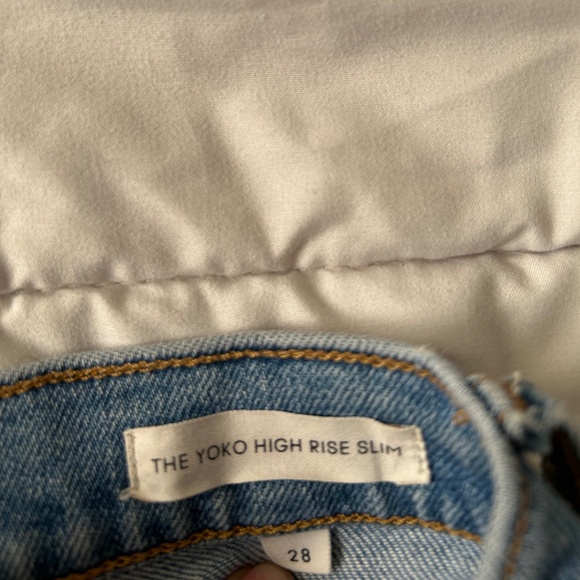 THE YOKO HIGH RISE SLIM
28